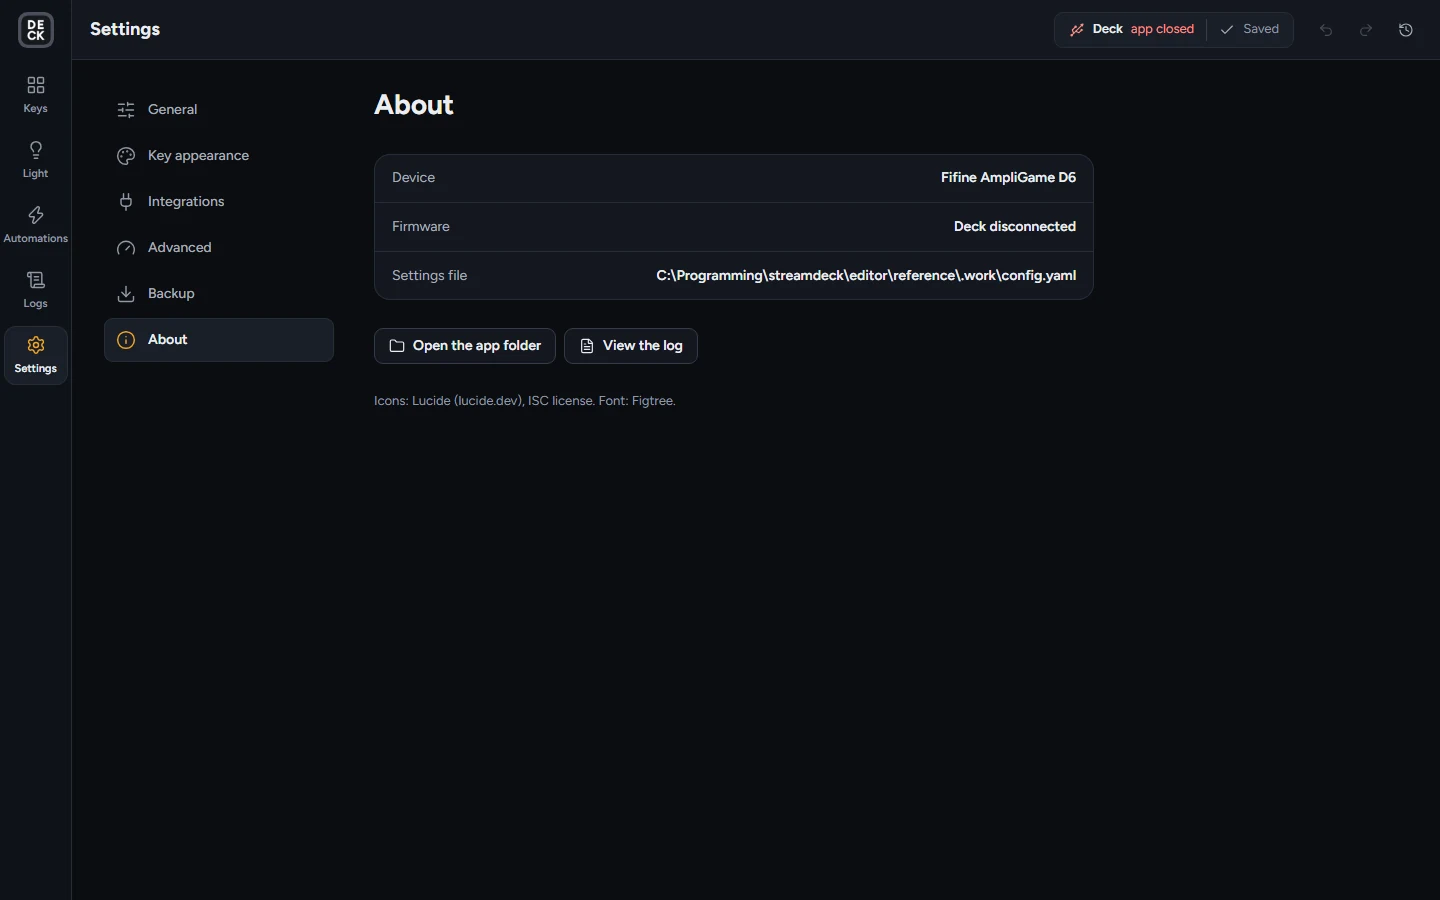 DE
CK
Settings
Deck app closed
Saved
Keys
Light
Automations
Logs
Settings
General
Key appearance
Integrations
Advanced
Backup
About
About
Device
Fifine AmpliGame D6
Firmware
Deck disconnected
Settings file
C:\Programming\streamdeck\editor\reference\.work\config.yaml
Open the app folder
View the log
Icons: Lucide (lucide.dev), ISC license. Font: Figtree.